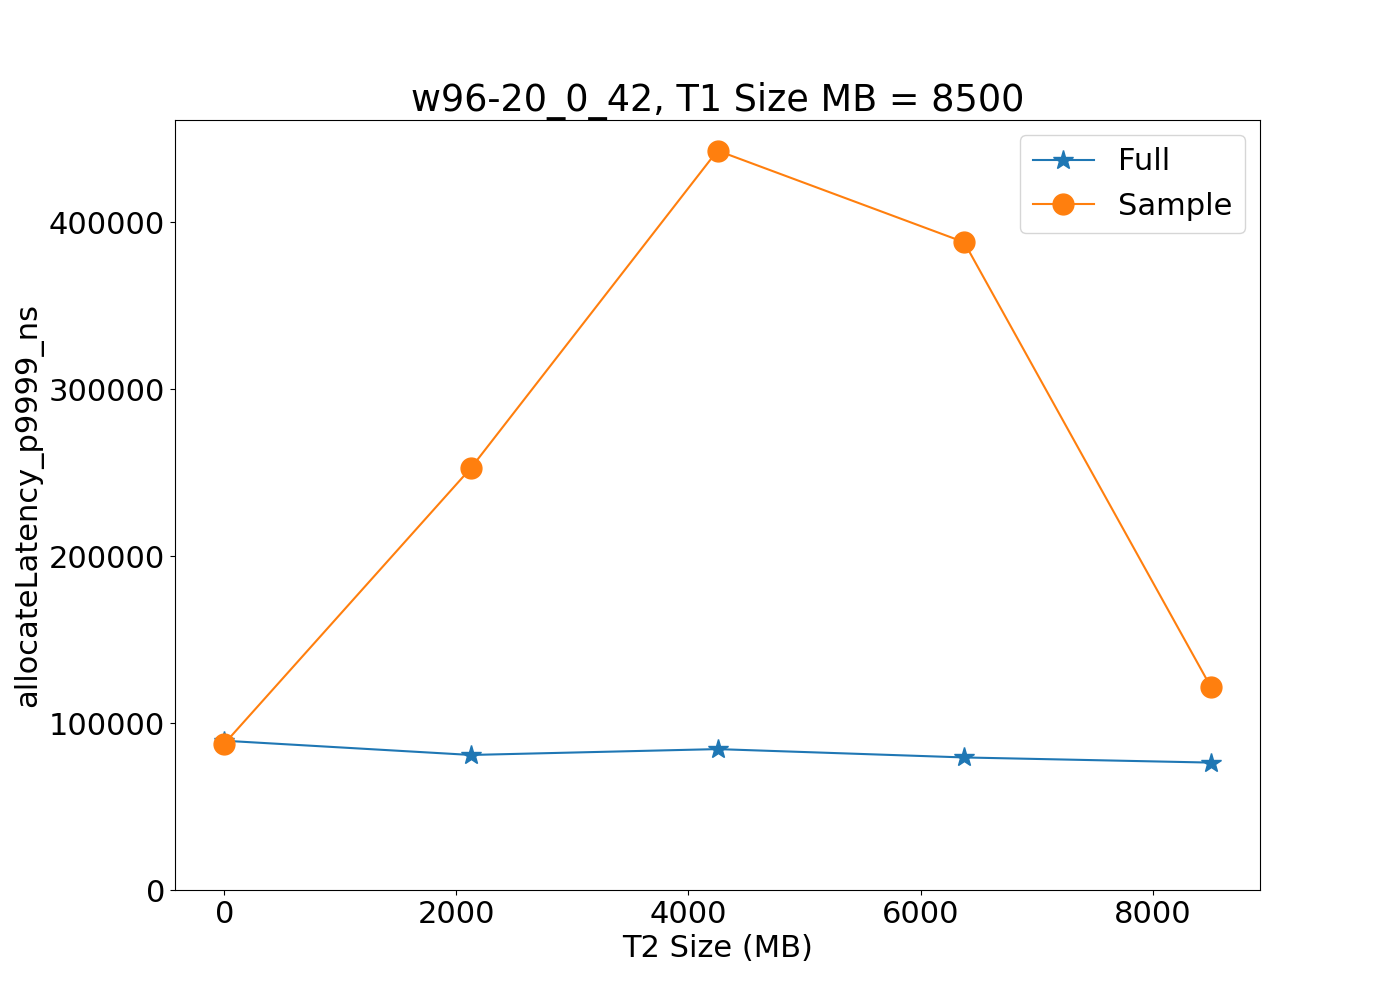 w96-20_0_42, T1 Size MB = 8500
Full
Sample
allocateLatency_p9999_ns
400000
300000
200000
100000
0
0 2000 4000 6000 8000
T2 Size (MB)